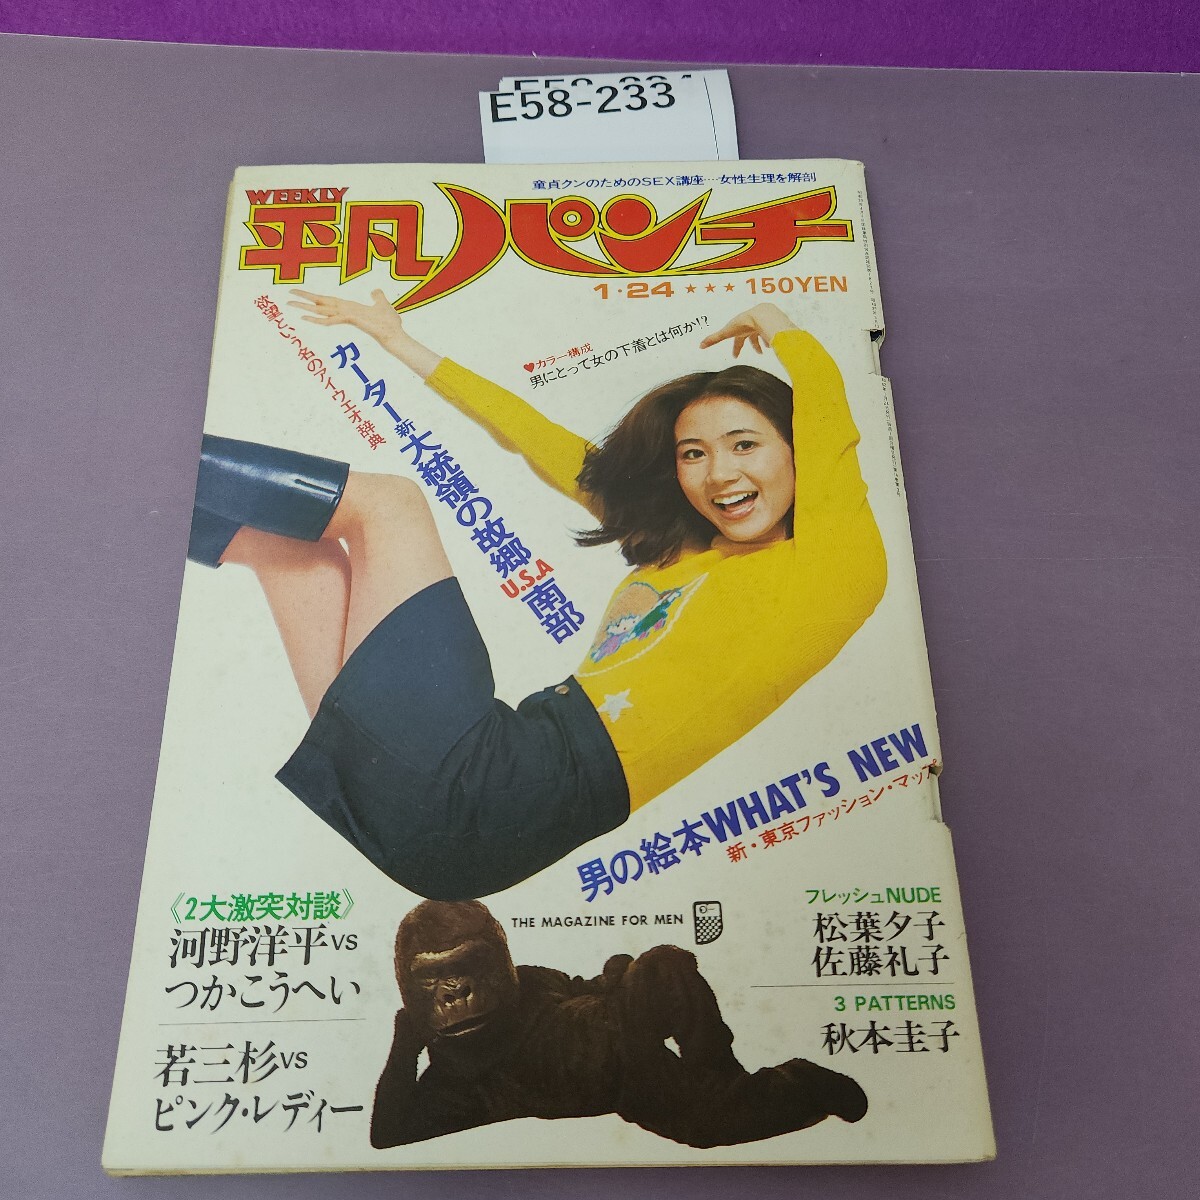 E58-233
童貞クンのためのSEX講座…女性生理を解剖
WEEKLY
平凡パンチ
1・24 ★★★ 150YEN
♥カラー構成
男にとって女の下着とは何か!?
欲望という名のアイウエオ辞典
カーター新大統領の故郷U.S.A南部
男の絵本WHAT'S NEW
新・東京ファッション・マップ
THE MAGAZINE FOR MEN
《2大激突対談》
河野洋平vs
つかこうへい
若三杉vs
ピンク・レディー
フレッシュNUDE
松葉夕子
佐藤礼子
3 PATTERNS
秋本圭子